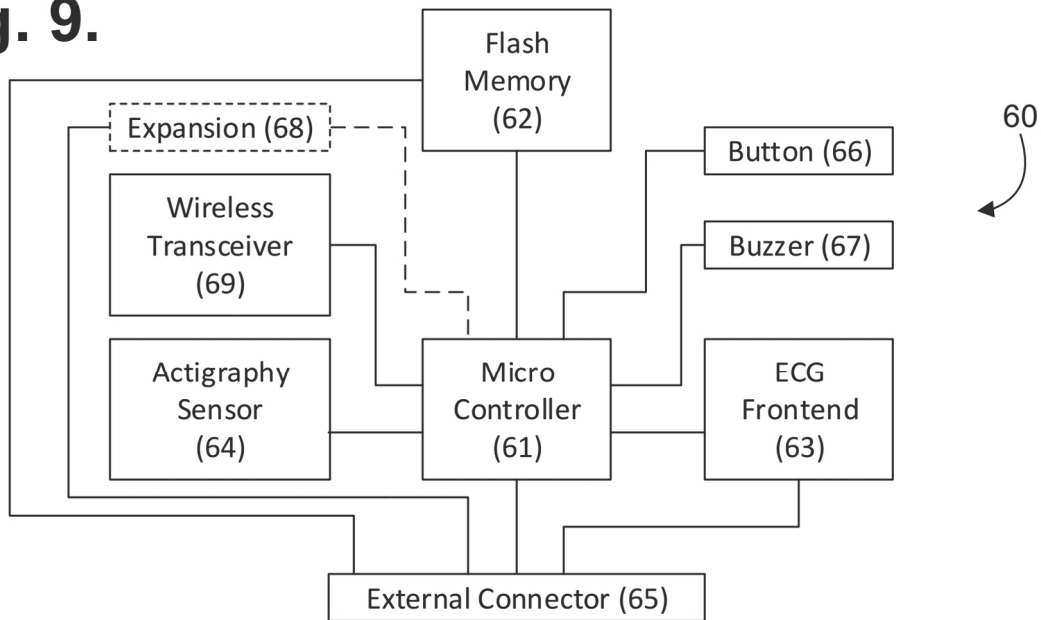 g. 9.
Flash
Memory
(62)
Expansion (68)
60
Button (66)
Wireless
Transceiver
(69)
Buzzer (67)
Actigraphy
Sensor
(64)
Micro
Controller
(61)
ECG
Frontend
(63)
External Connector (65)